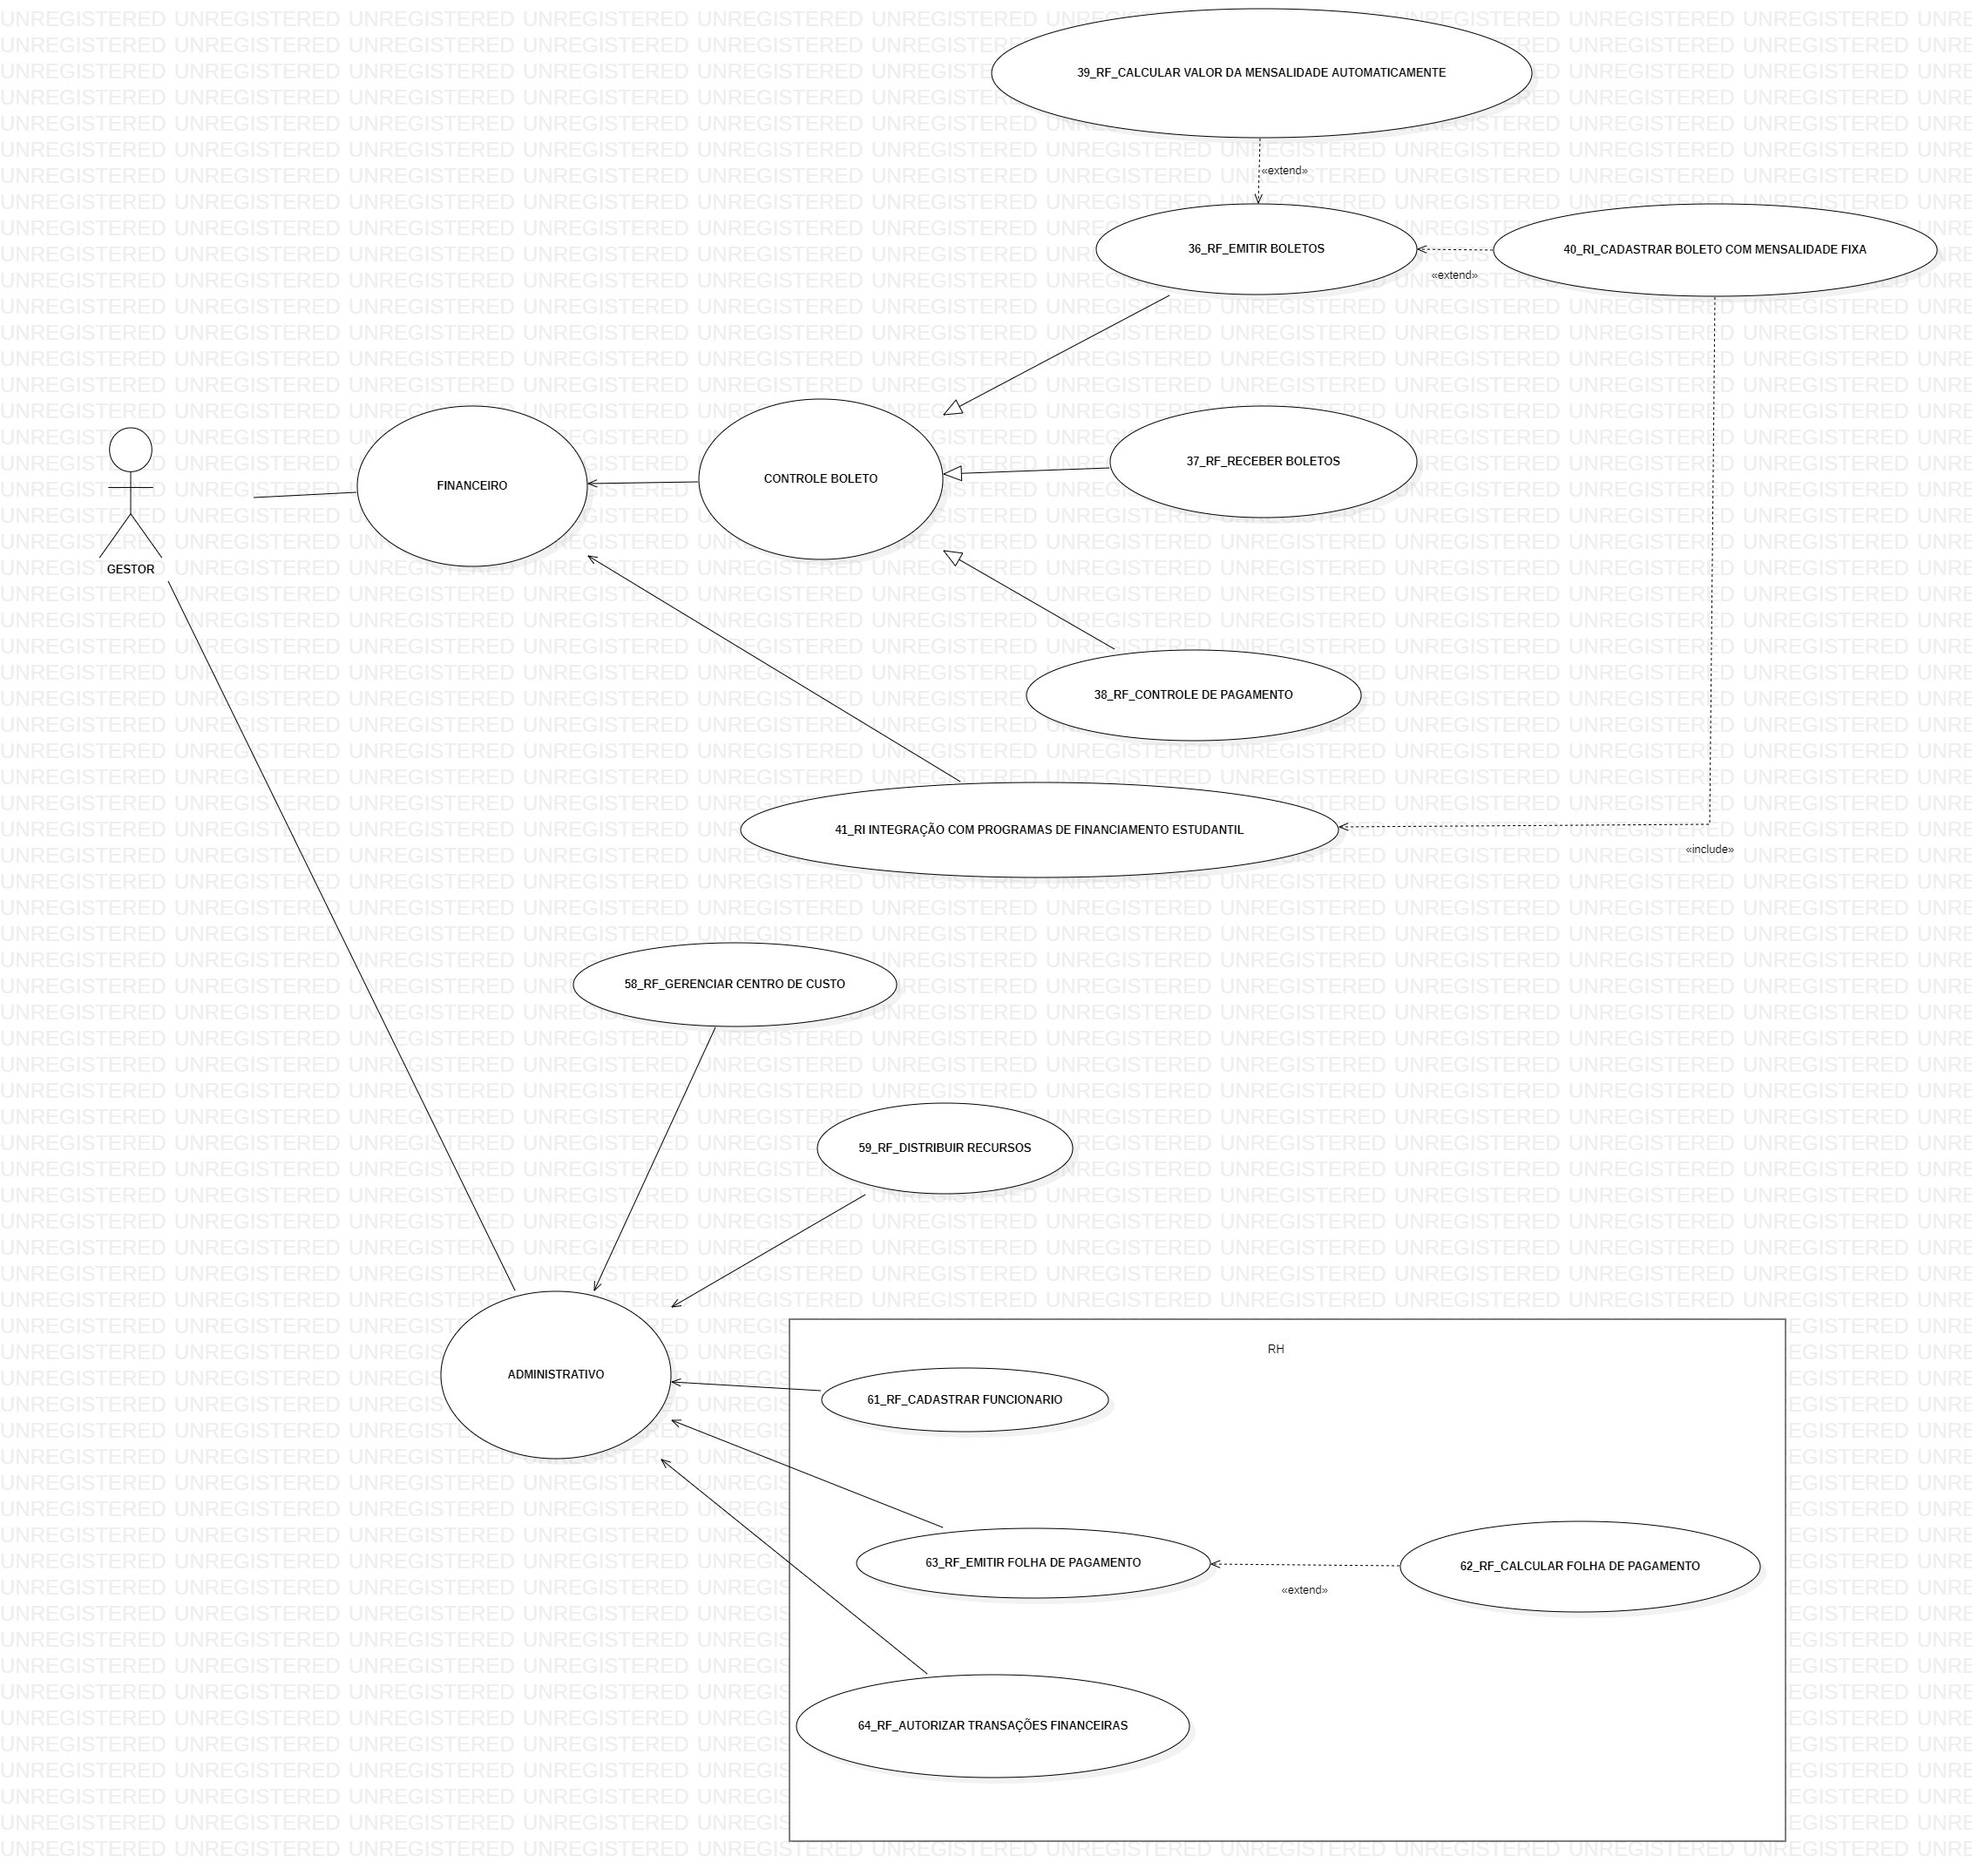 39_RF_CALCULAR VALOR DA MENSALIDADE AUTOMATICAMENTE
«extend»
36_RF_EMITIR BOLETOS
40_RI_CADASTRAR BOLETO COM MENSALIDADE FIXA
«extend»
FINANCEIRO
CONTROLE BOLETO
37_RF_RECEBER BOLETOS
GESTOR
38_RF_CONTROLE DE PAGAMENTO
41_RI INTEGRAÇÃO COM PROGRAMAS DE FINANCIAMENTO ESTUDANTIL
«include»
58_RF_GERENCIAR CENTRO DE CUSTO
59_RF_DISTRIBUIR RECURSOS
RH
ADMINISTRATIVO
61_RF_CADASTRAR FUNCIONARIO
63_RF_EMITIR FOLHA DE PAGAMENTO
62_RF_CALCULAR FOLHA DE PAGAMENTO
«extend»
64_RF_AUTORIZAR TRANSAÇÕES FINANCEIRAS
UNREGISTERED